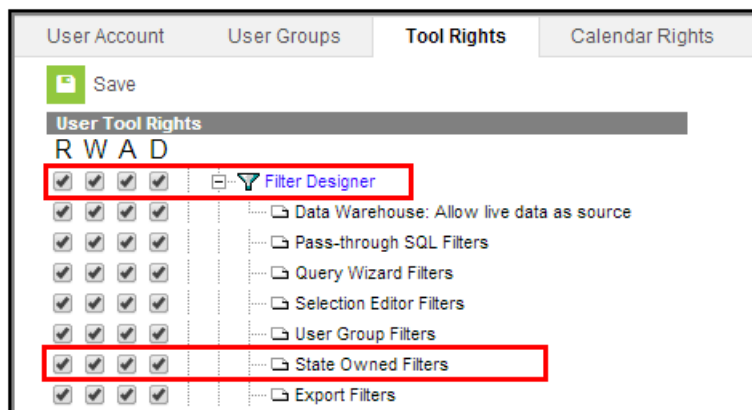 User Account User Groups Tool Rights Calendar Rights
Save
User Tool Rights
R W A D
Filter Designer
Data Warehouse: Allow live data as source
Pass-through SQL Filters
Query Wizard Filters
Selection Editor Filters
User Group Filters
State Owned Filters
Export Filters